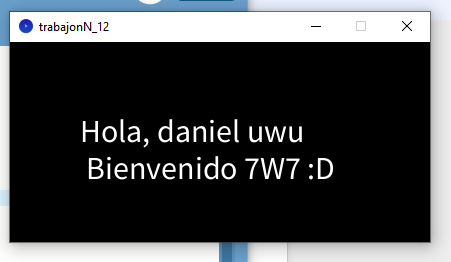 trabajonN_12
Hola, daniel uwu
Bienvenido 7W7 :D